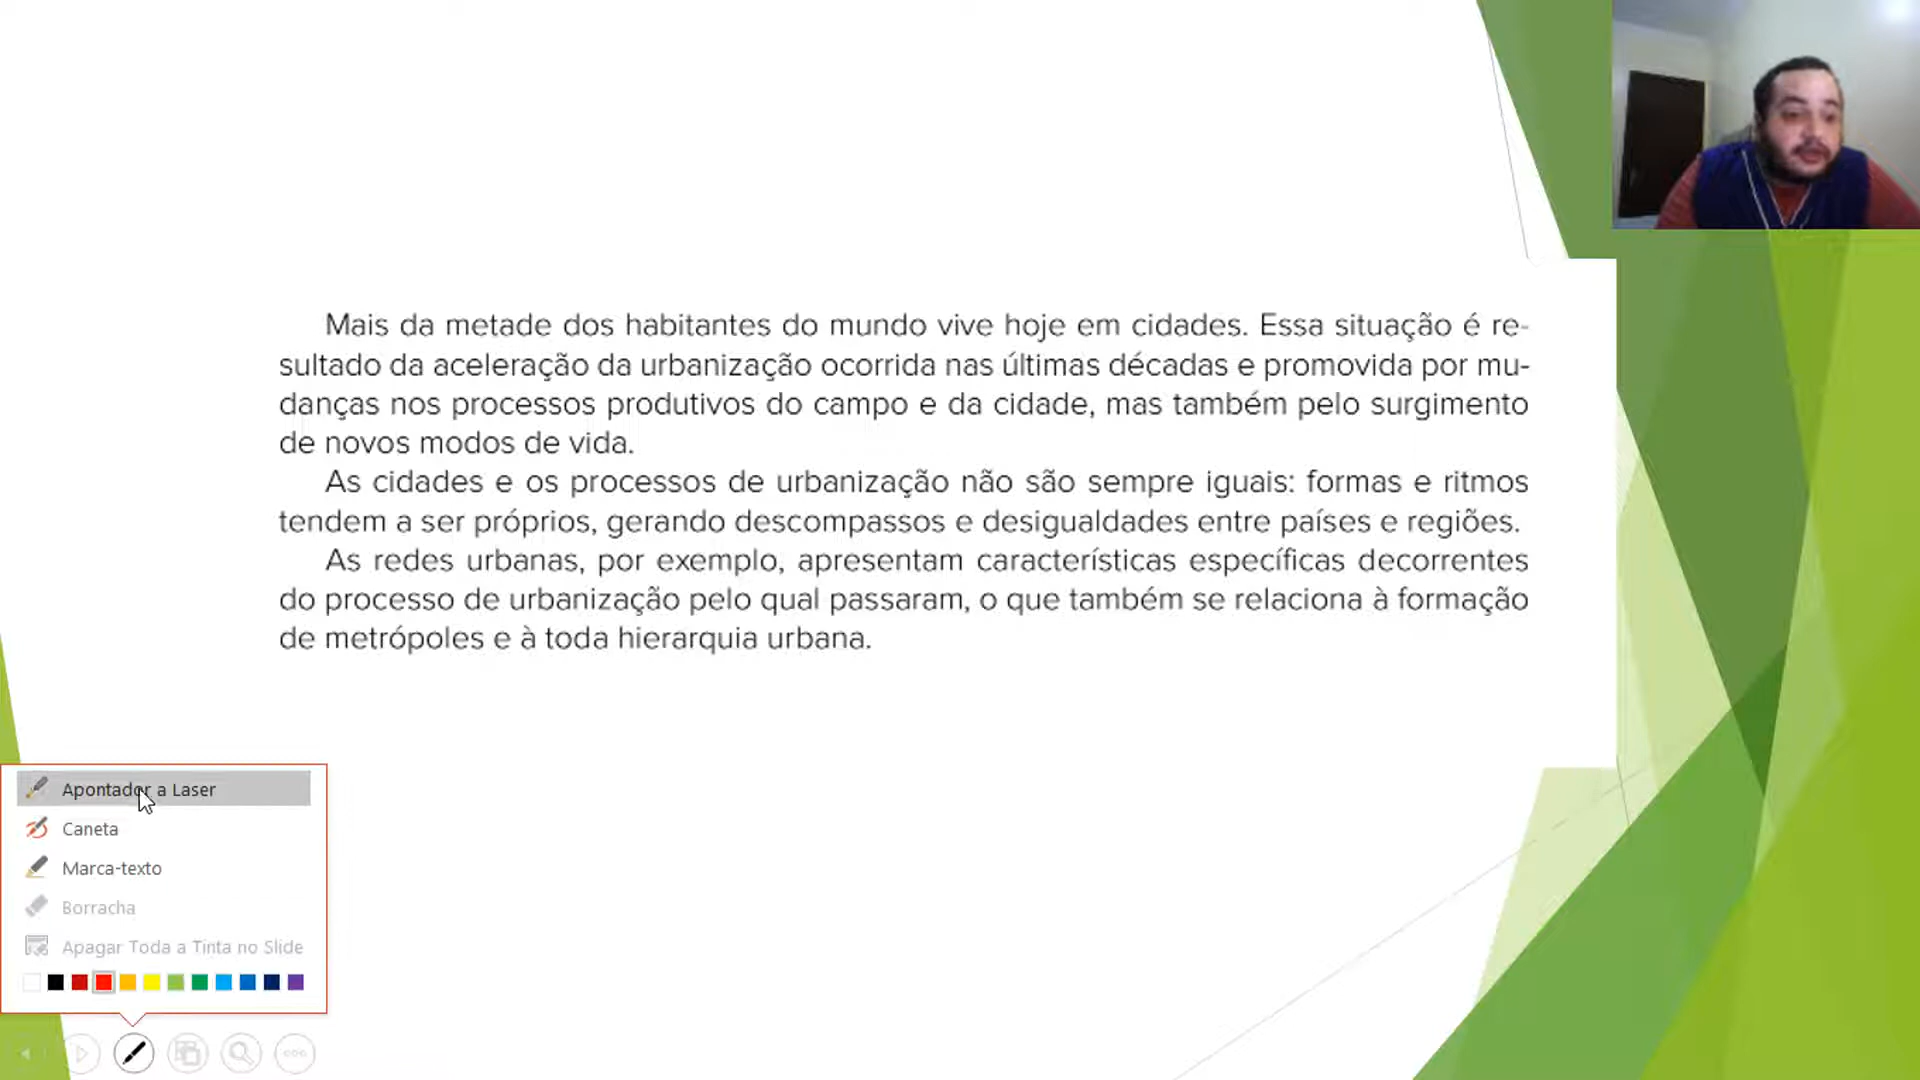 Mais da metade dos habitantes do mundo vive hoje em cidades. Essa situação é re-
sultado da aceleração da urbanização ocorrida nas últimas décadas e promovida por mu-
danças nos processos produtivos do campo e da cidade, mas também pelo surgimento
de novos modos de vida.
As cidades e os processos de urbanização não são sempre iguais: formas e ritmos
tendem a ser próprios, gerando descompassos e desigualdades entre países e regiões.
As redes urbanas, por exemplo, apresentam características específicas decorrentes
do processo de urbanização pelo qual passaram, o que também se relaciona à formação
de metrópoles e à toda hierarquia urbana.
Apontador a Laser
Caneta
Marca-texto
Borracha
Apagar Toda a Tinta no Slide